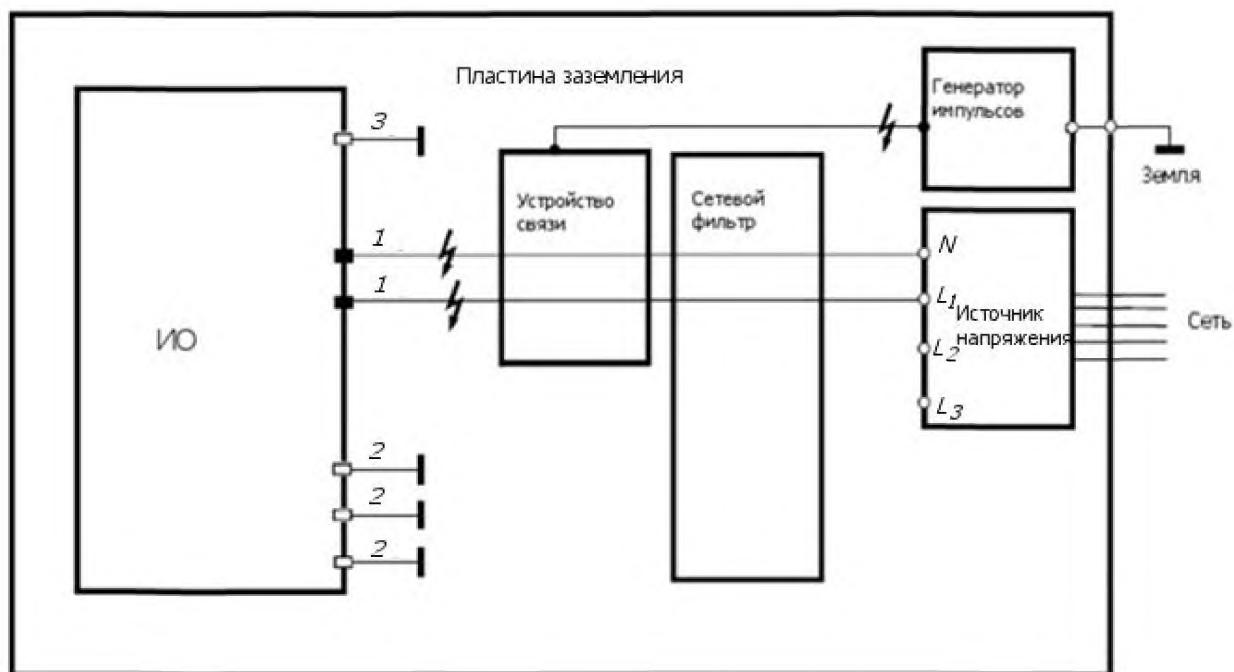 Пластина заземления
Генератор
импульсов
Земля
3
Устройство
связи
Сетевой
фильтр
1
1
N
L1
L2
L3
Источник
напряжения
Сеть
ИО
2
2
2